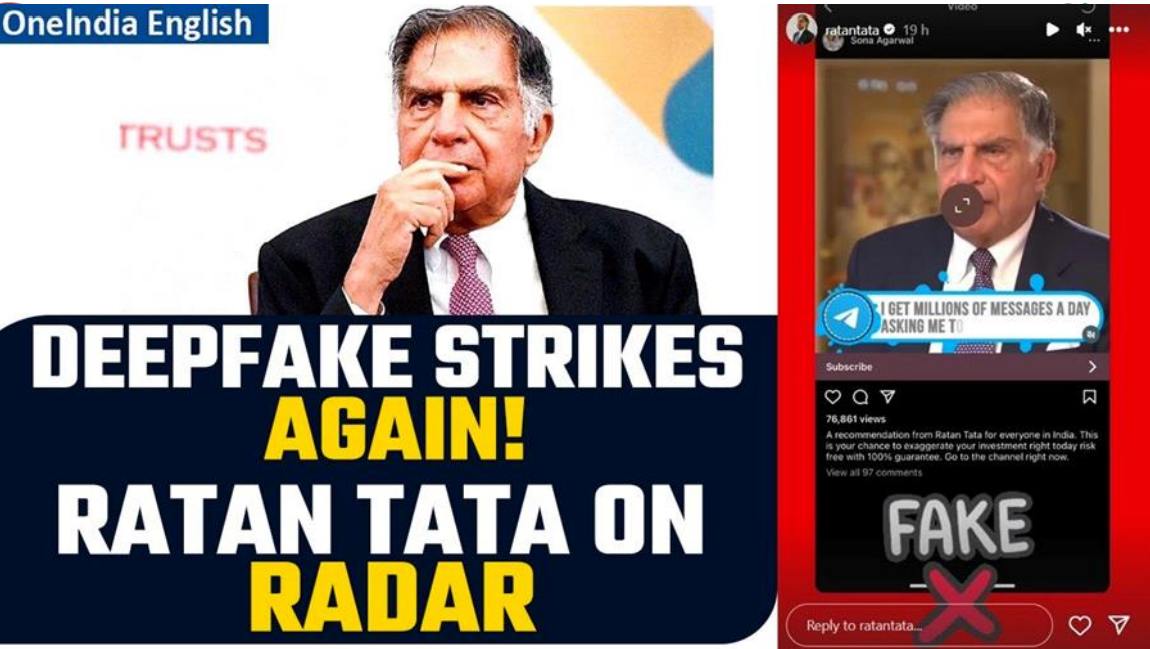 OneIndia English
TRUSTS
DEEPFAKE STRIKES
AGAIN!
RATAN TATA ON
RADAR
Video
ratantata 19 h
Sona Agarwal
I GET MILLIONS OF MESSAGES A DAY
ASKING ME TO
Subscribe
76,861 views
A recommendation from Ratan Tata for everyone in India. This
is your chance to exaggerate your investment right today risk
free with 100% guarantee. Go to the channel right now.
View all 97 comments
FAKE
Reply to ratantata...